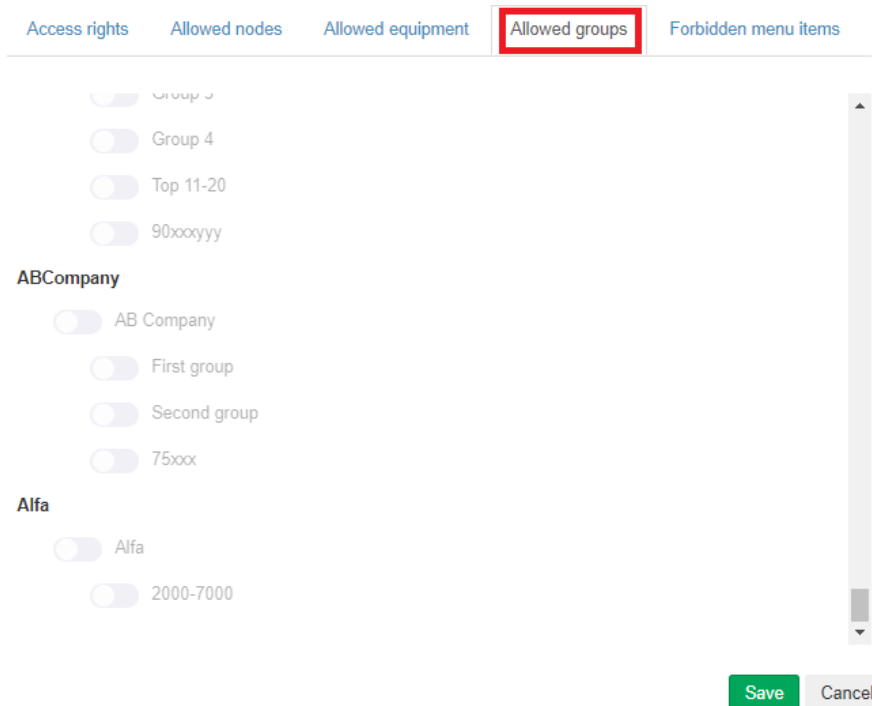 Access rights Allowed nodes Allowed equipment Allowed groups Forbidden menu items
Group 4
Top 11-20
90xxxyyy
ABCompany
AB Company
First group
Second group
75xxx
Alfa
Alfa
2000-7000
Save Cancel